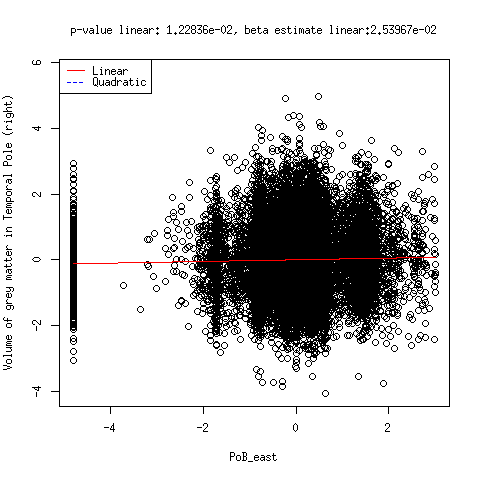 p-value linear: 1.22836e-02, beta estimate linear:2.53967e-02
Linear
Quadratic
Volume of grey matter in Temporal Pole (right)
6
4
2
0
-2
-4
-4 -2 0 2
PoB_east